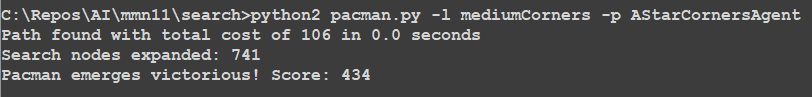 C:\Repos\AI\mmn11\search>python2 pacman.py -l mediumCorners -p AStarCornersAgent
Path found with total cost of 106 in 0.0 seconds
Search nodes expanded: 741
Pacman emerges victorious! Score: 434